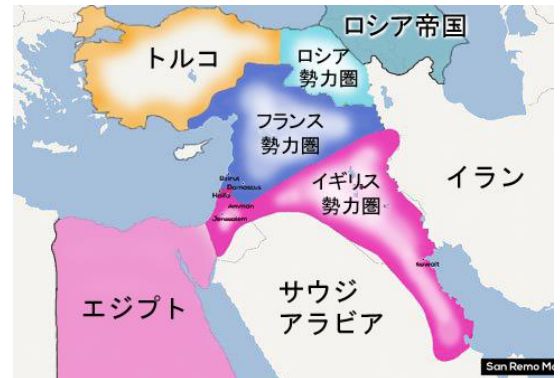 ロシア帝国
トルコ
ロシア
勢力圏
フランス
勢力圏
Beirut
Damascus
Haifa
Amman
Jerusalem
イギリス
勢力圏
イラン
Kuwait
エジプト
サウジ
アラビア
San Remo M